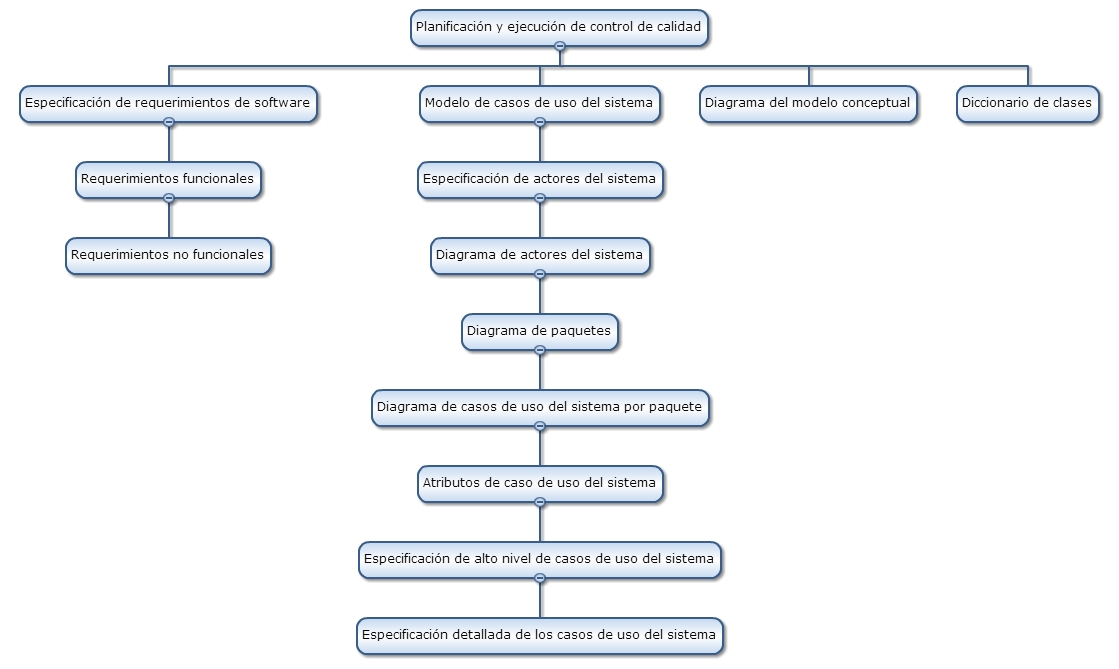 Planificación y ejecución de control de calidad
Especificación de requerimientos de software
Modelo de casos de uso del sistema
Diagrama del modelo conceptual
Diccionario de clases
Requerimientos funcionales
Especificación de actores del sistema
Requerimientos no funcionales
Diagrama de actores del sistema
Diagrama de paquetes
Diagrama de casos de uso del sistema por paquete
Atributos de caso de uso del sistema
Especificación de alto nivel de casos de uso del sistema
Especificación detallada de los casos de uso del sistema